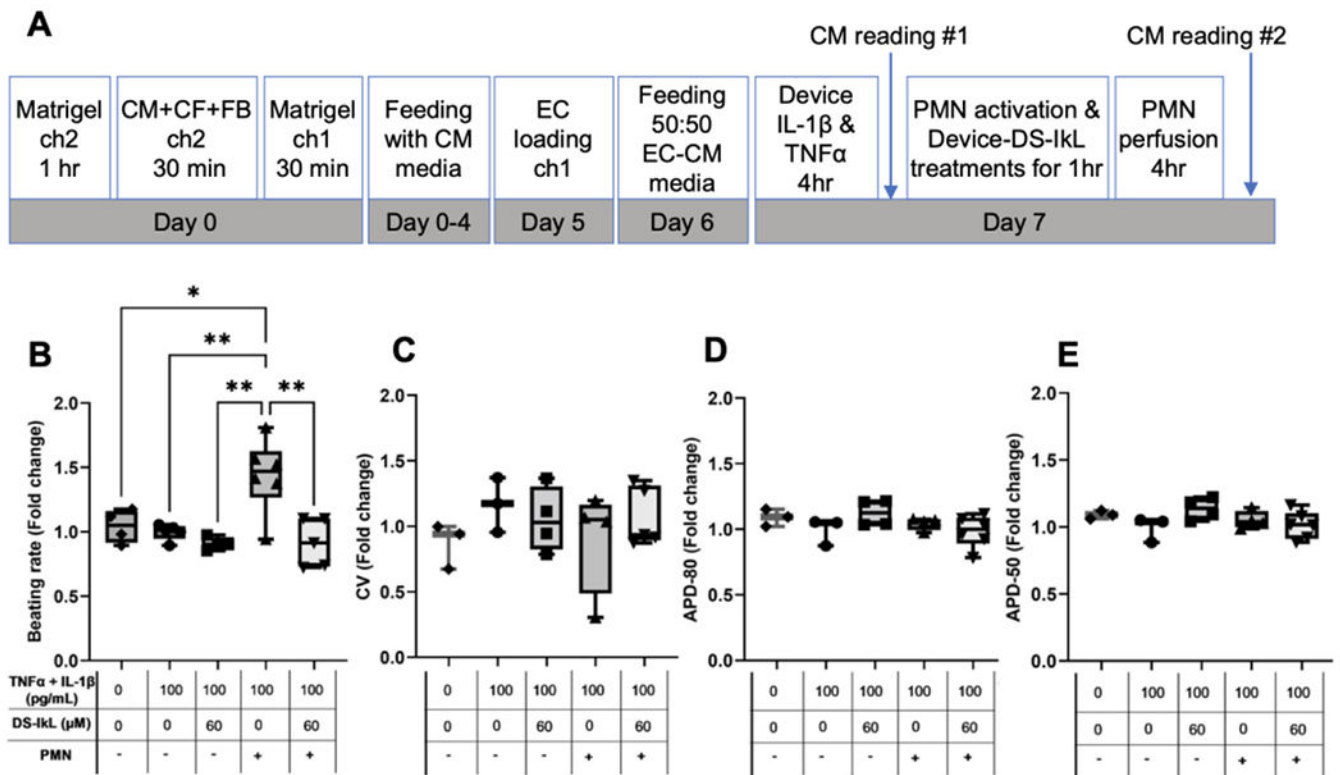 A
CM reading #1
CM reading #2
Matrigel
ch2
1 hr
CM+CF+FB
ch2
30 min
Matrigel
ch1
30 min
Feeding
with CM
media
EC
loading
ch1
Feeding
50:50
EC-CM
media
Device
IL-1β &
TNFα
4hr
PMN activation &
Device-DS-IkL
treatments for 1hr
PMN
perfusion
4hr
Day 0
Day 0-4
Day 5
Day 6
Day 7
B
*
**
**
**
Beating rate (Fold change)
2.0
1.5
1.0
0.5
0.0
TNFα + IL-1β
(pg/mL)
0 100 100 100 100
DS-IkL (μM)
0 0 60 0 60
PMN
- - - + +
C
CV (Fold change)
2.0
1.5
1.0
0.5
0.0
0 100 100 100 100
0 0 60 0 60
- - - + +
D
APD-80 (Fold change)
2.0
1.5
1.0
0.5
0.0
0 100 100 100 100
0 0 60 0 60
- - - + +
E
APD-50 (Fold change)
2.0
1.5
1.0
0.5
0.0
0 100 100 100 100
0 0 60 0 60
- - - + +